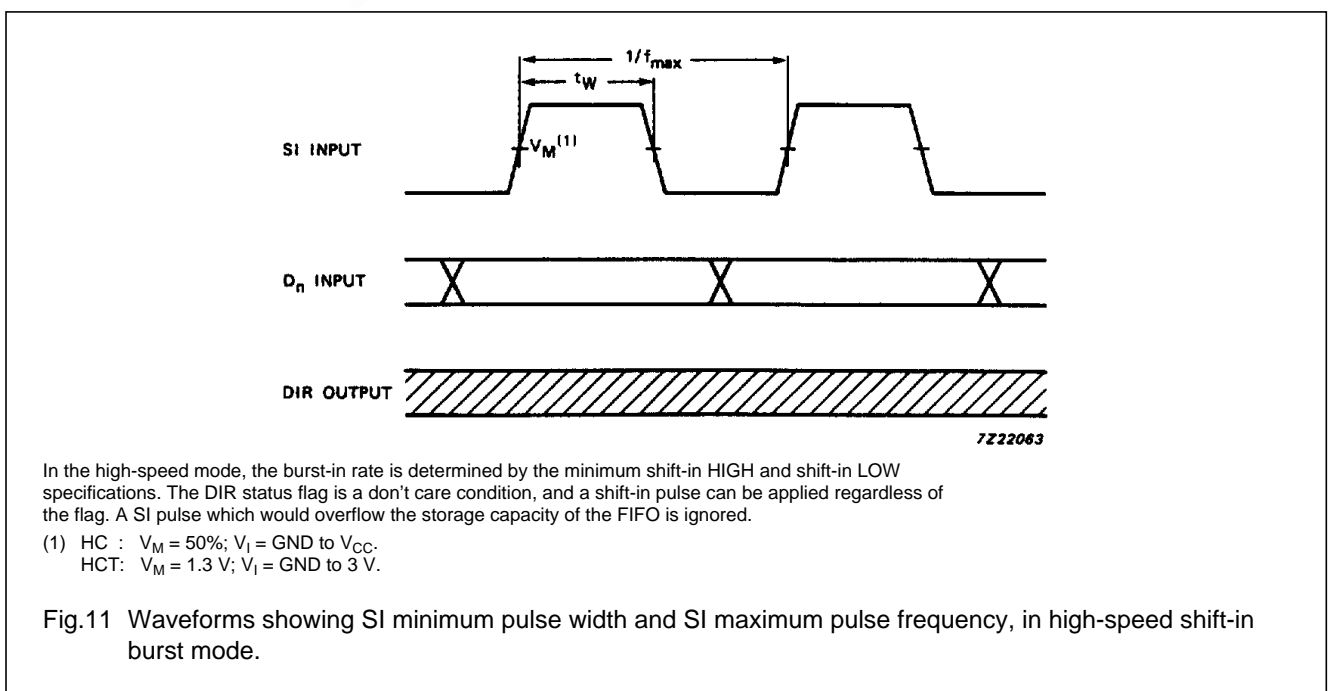 1/fmax
tW
SI INPUT
VM(1)
Dn INPUT
DIR OUTPUT
7Z22063
In the high-speed mode, the burst-in rate is determined by the minimum shift-in HIGH and shift-in LOW
specifications. The DIR status flag is a don't care condition, and a shift-in pulse can be applied regardless of
the flag. A SI pulse which would overflow the storage capacity of the FIFO is ignored.
(1) HC : VM = 50%; VI = GND to VCC.
HCT: VM = 1.3 V; VI = GND to 3 V.
Fig.11 Waveforms showing SI minimum pulse width and SI maximum pulse frequency, in high-speed shift-in
burst mode.